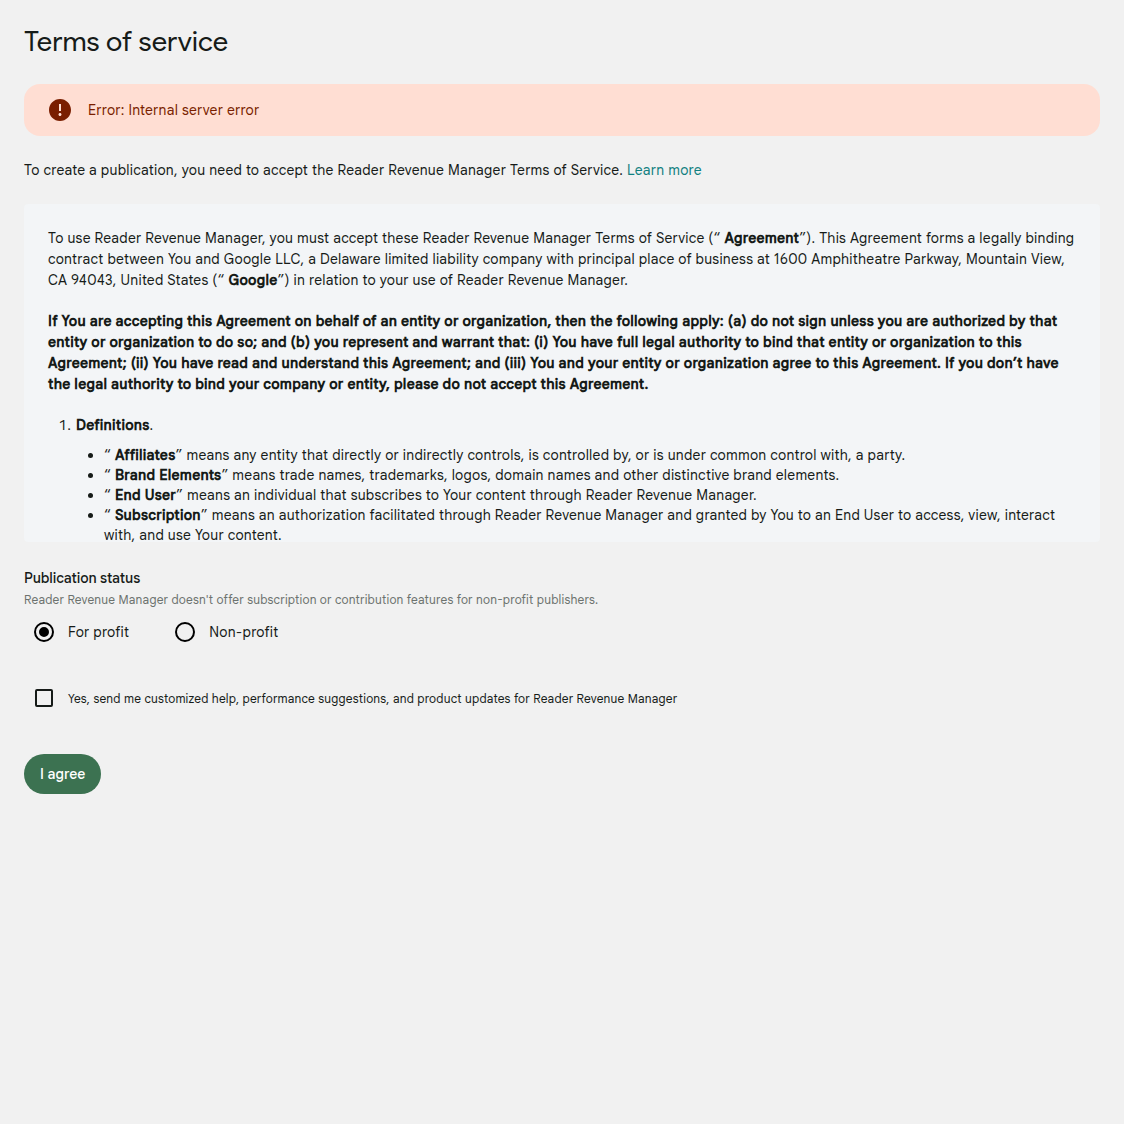 Terms of service
Error: Internal server error
To create a publication, you need to accept the Reader Revenue Manager Terms of Service. Learn more
To use Reader Revenue Manager, you must accept these Reader Revenue Manager Terms of Service (“ Agreement”). This Agreement forms a legally binding
contract between You and Google LLC, a Delaware limited liability company with principal place of business at 1600 Amphitheatre Parkway, Mountain View,
CA 94043, United States (“ Google”) in relation to your use of Reader Revenue Manager.
If You are accepting this Agreement on behalf of an entity or organization, then the following apply: (a) do not sign unless you are authorized by that
entity or organization to do so; and (b) you represent and warrant that: (i) You have full legal authority to bind that entity or organization to this
Agreement; (ii) You have read and understand this Agreement; and (iii) You and your entity or organization agree to this Agreement. If you don’t have
the legal authority to bind your company or entity, please do not accept this Agreement.
1. Definitions.
• “ Affiliates” means any entity that directly or indirectly controls, is controlled by, or is under common control with, a party.
• “ Brand Elements” means trade names, trademarks, logos, domain names and other distinctive brand elements.
• “ End User” means an individual that subscribes to Your content through Reader Revenue Manager.
• “ Subscription” means an authorization facilitated through Reader Revenue Manager and granted by You to an End User to access, view, interact
with, and use Your content.
Publication status
Reader Revenue Manager doesn't offer subscription or contribution features for non-profit publishers.
For profit Non-profit
Yes, send me customized help, performance suggestions, and product updates for Reader Revenue Manager
I agree